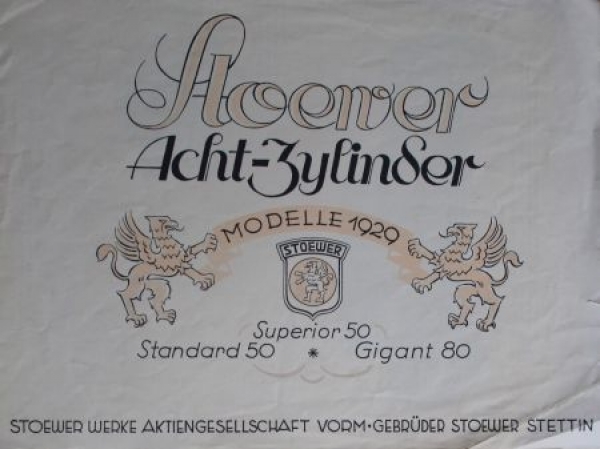 Stoewer
Acht-Zylinder
MODELLE 1929
STOEWER
Superior 50
Standard 50 * Gigant 80
STOEWER WERKE AKTIENGESELLSCHAFT VORM·GEBRÜDER STOEWER STETTIN